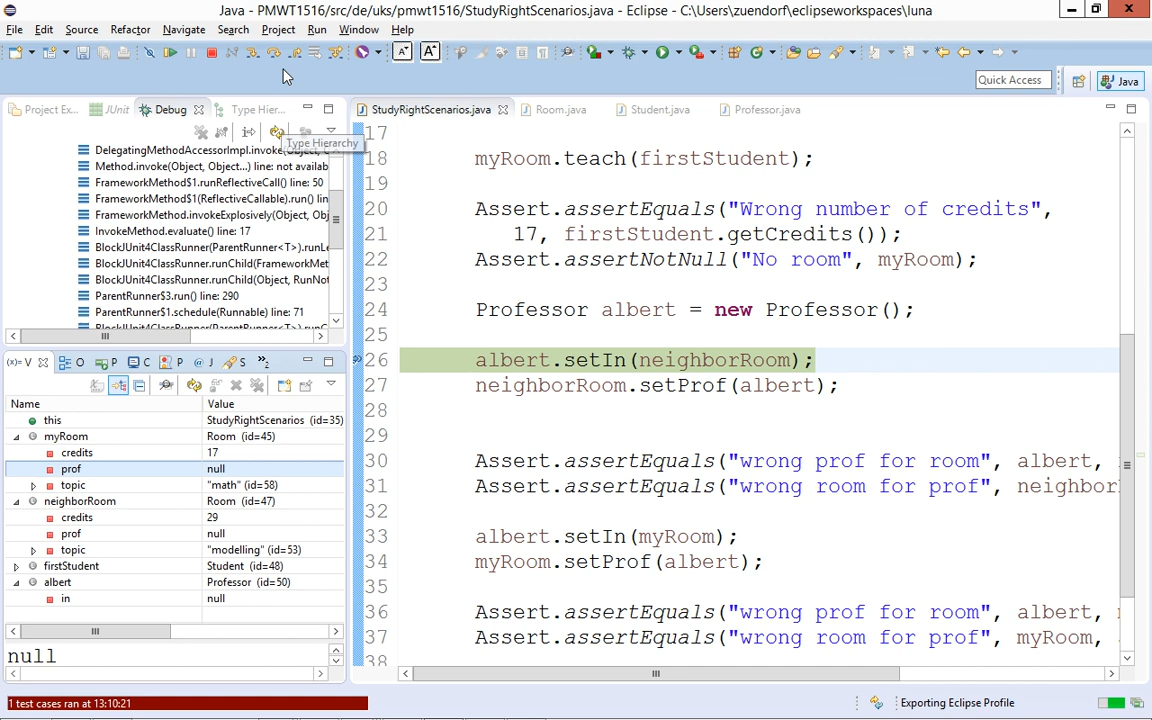 Java - PMWT1516/src/de/uks/pmwt1516/StudyRightScenarios.java - Eclipse - C:\Users\zuendorf\eclipseworkspaces\luna
File Edit Source Refactor Navigate Search Project Run Window Help
Quick Access Java
Project Ex... JUnit Debug Type Hier...
Type Hierarchy
DelegatingMethodAccessorImpl.invoke(Object, O
Method.invoke(Object, Object...) line: not availab
FrameworkMethod$1.runReflectiveCall() line: 50
FrameworkMethod$1(ReflectiveCallable).run() lin
FrameworkMethod.invokeExplosively(Object, Obj
InvokeMethod.evaluate() line: 17
BlockJUnit4ClassRunner(ParentRunner<T>).runLe
BlockJUnit4ClassRunner.runChild(FrameworkMet
BlockJUnit4ClassRunner.runChild(Object, RunNot
ParentRunner$3.run() line: 290
ParentRunner$1.schedule(Runnable) line: 71
BlockJUnit4ClassRunner(ParentRunner<T>).runC
(x)= V O P C P @ J S »2
Name Value
this StudyRightScenarios (id=35)
myRoom Room (id=45)
credits 17
prof null
topic "math" (id=58)
neighborRoom Room (id=47)
credits 29
prof null
topic "modelling" (id=53)
firstStudent Student (id=48)
albert Professor (id=50)
in null
null
StudyRightScenarios.java Room.java Student.java Professor.java
17
18 myRoom.teach(firstStudent);
19
20 Assert.assertEquals("Wrong number of credits",
21 17, firstStudent.getCredits());
22 Assert.assertNotNull("No room", myRoom);
23
24 Professor albert = new Professor();
25
26 albert.setIn(neighborRoom);
27 neighborRoom.setProf(albert);
28
29
30 Assert.assertEquals("wrong prof for room", albert,
31 Assert.assertEquals("wrong room for prof", neighbor
32
33 albert.setIn(myRoom);
34 myRoom.setProf(albert);
35
36 Assert.assertEquals("wrong prof for room", albert,
37 Assert.assertEquals("wrong room for prof", myRoom,
38
1 test cases ran at 13:10:21
Exporting Eclipse Profile